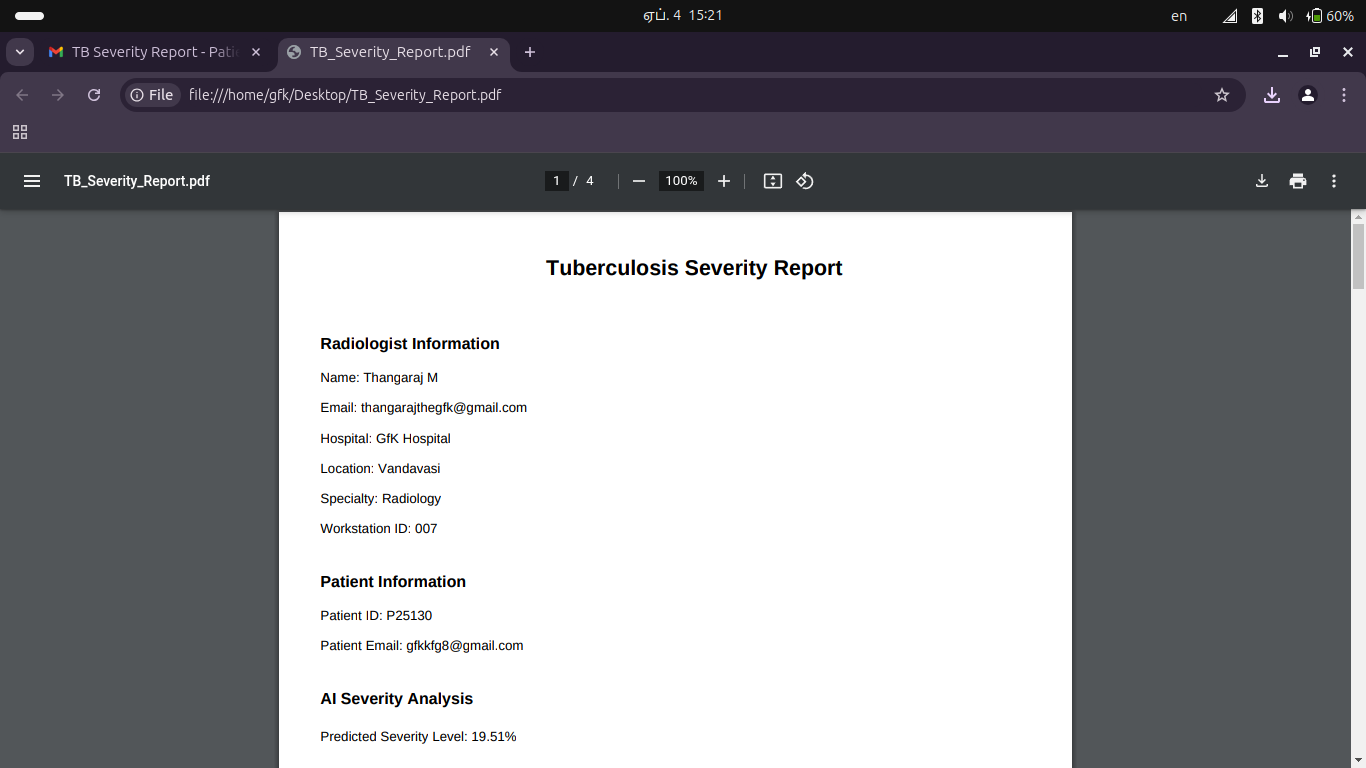 ஏப். 4 15:21
en
60%
TB Severity Report - Patie
TB_Severity_Report.pdf
File
file:///home/gfk/Desktop/TB_Severity_Report.pdf
TB_Severity_Report.pdf
1 / 4
100%
Tuberculosis Severity Report
Radiologist Information
Name: Thangaraj M
Email: thangarajthegfk@gmail.com
Hospital: GfK Hospital
Location: Vandavasi
Specialty: Radiology
Workstation ID: 007
Patient Information
Patient ID: P25130
Patient Email: gfkkfg8@gmail.com
AI Severity Analysis
Predicted Severity Level: 19.51%